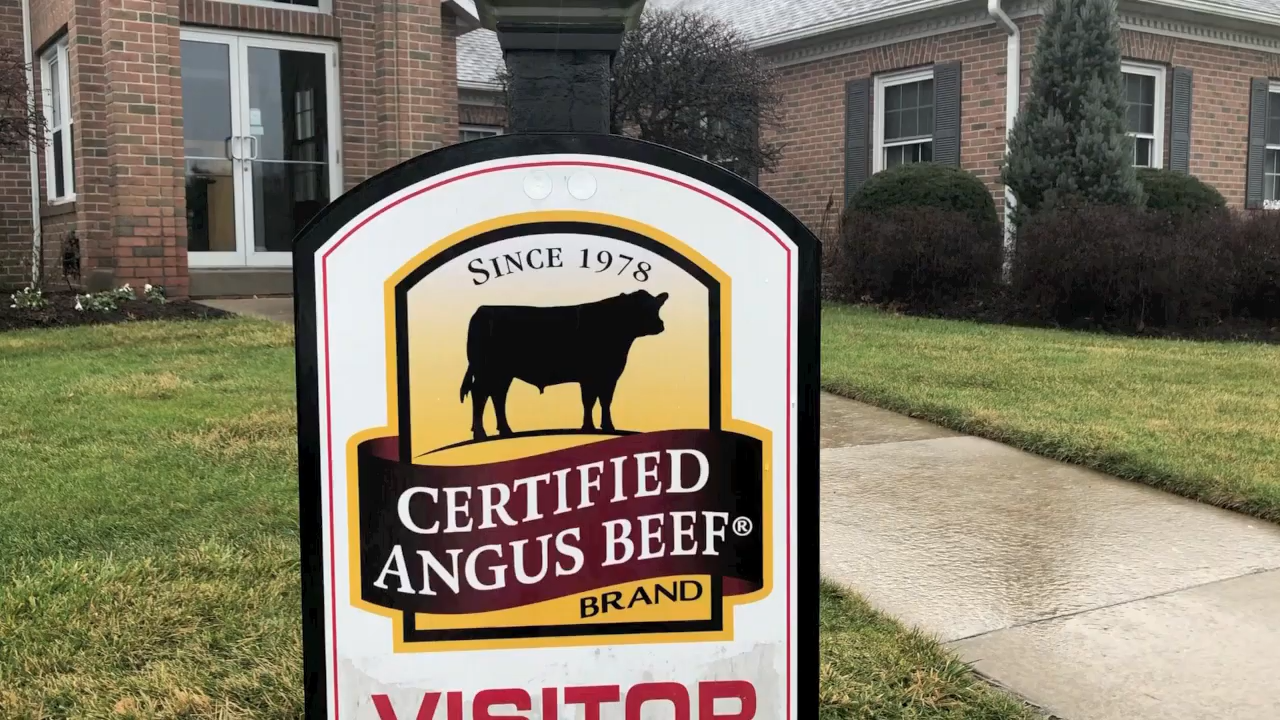 SINCE 1978
CERTIFIED
ANGUS BEEF®
BRAND
VISITOR